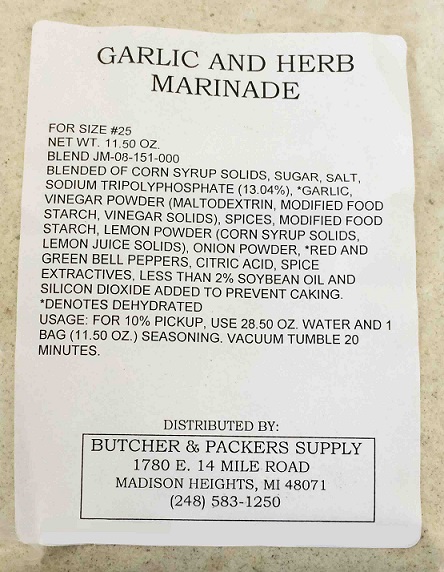 GARLIC AND HERB
MARINADE
FOR SIZE #25
NET WT. 11.50 OZ.
BLEND JM-08-151-000
BLENDED OF CORN SYRUP SOLIDS, SUGAR, SALT,
SODIUM TRIPOLYPHOSPHATE (13.04%), *GARLIC,
VINEGAR POWDER (MALTODEXTRIN, MODIFIED FOOD
STARCH, VINEGAR SOLIDS), SPICES, MODIFIED FOOD
STARCH, LEMON POWDER (CORN SYRUP SOLIDS,
LEMON JUICE SOLIDS), ONION POWDER, *RED AND
GREEN BELL PEPPERS, CITRIC ACID, SPICE
EXTRACTIVES, LESS THAN 2% SOYBEAN OIL AND
SILICON DIOXIDE ADDED TO PREVENT CAKING.
*DENOTES DEHYDRATED
USAGE: FOR 10% PICKUP, USE 28.50 OZ. WATER AND 1
BAG (11.50 OZ.) SEASONING. VACUUM TUMBLE 20
MINUTES.
DISTRIBUTED BY:
BUTCHER & PACKERS SUPPLY
1780 E. 14 MILE ROAD
MADISON HEIGHTS, MI 48071
(248) 583-1250